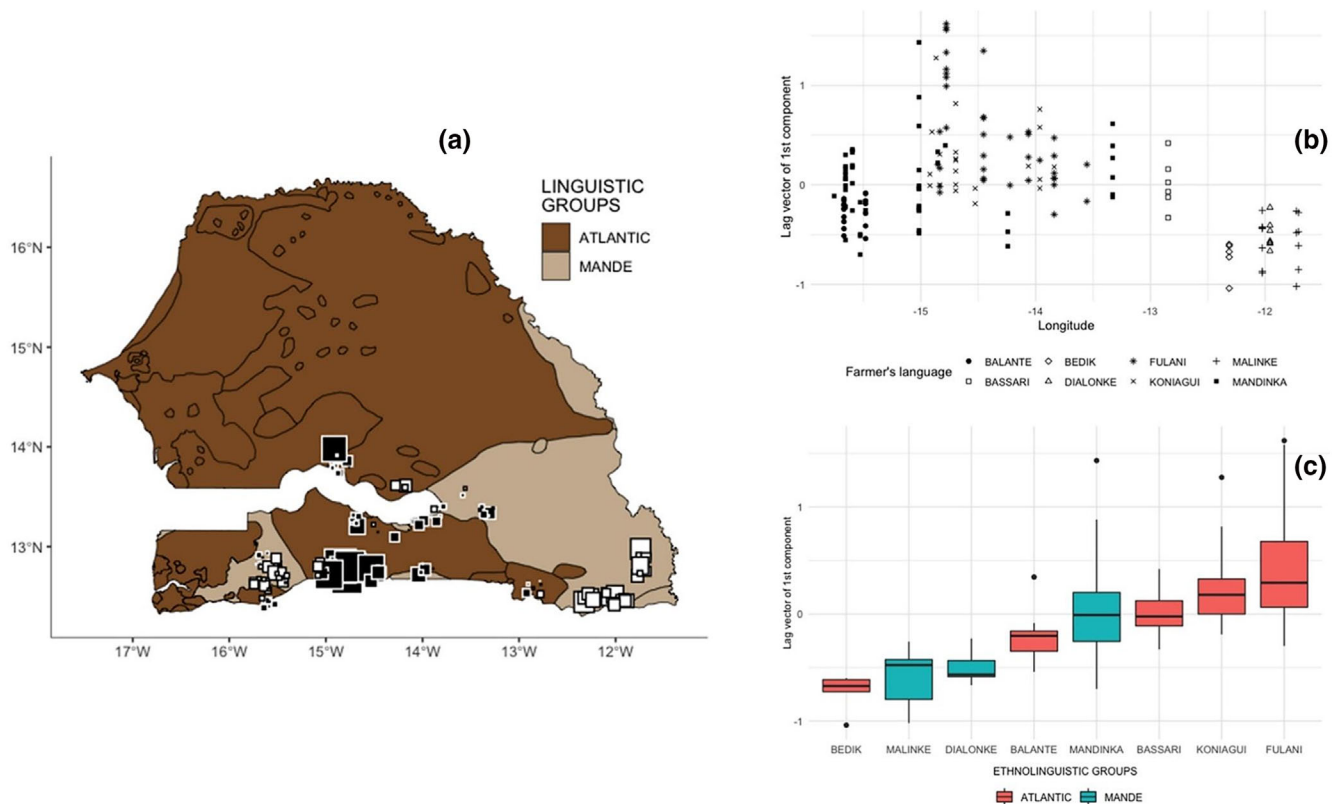 (a)
LINGUISTIC
GROUPS
ATLANTIC
MANDE
16°N
15°N
14°N
13°N
17°W 16°W 15°W 14°W 13°W 12°W
(b)
Lag vector of 1st component
1
0
-1
-15 -14 -13 -12
Longitude
Farmer's language
BALANTE BEDIK FULANI MALINKE
BASSARI DIALONKE KONIAGUI MANDINKA
(c)
Lag vector of 1st component
1
0
-1
BEDIK MALINKE DIALONKE BALANTE MANDINKA BASSARI KONIAGUI FULANI
ETHNOLINGUISTIC GROUPS
ATLANTIC MANDE